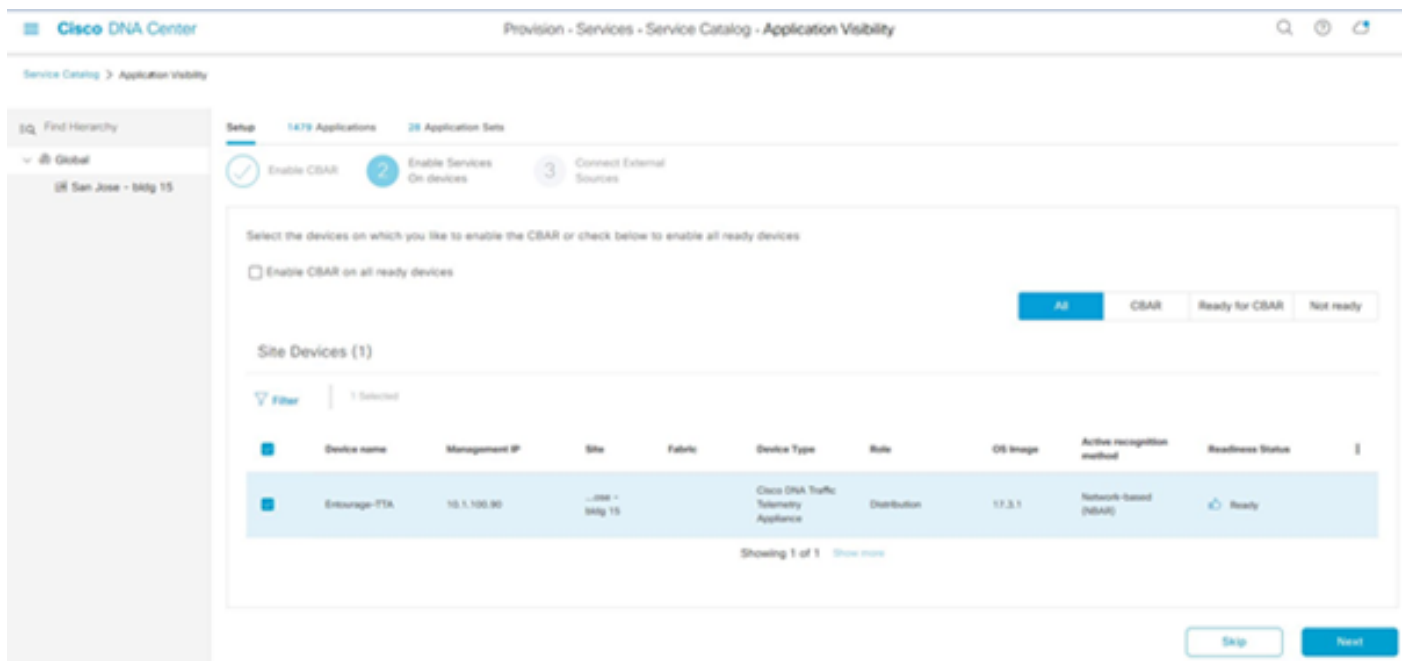 Cisco DNA Center
Provision - Services - Service Catalog - Application Visibility
Service Catalog > Application Visibility
Find Hierarchy
Global
San Jose - bldg 15
Setup 1479 Applications 28 Application Sets
Enable CBAR
2 Enable Services
On devices
3 Connect External
Sources
Select the devices on which you like to enable the CBAR or check below to enable all ready devices
Enable CBAR on all ready devices
All CBAR Ready for CBAR Not ready
Site Devices (1)
Filter 1 Selected
Device name Management IP Site Fabric Device Type Role OS Image Active recognition
method Readiness Status
Entourage-TTA 10.1.100.90 ...ose -
bldg 15 Cisco DNA Traffic
Telemetry
Appliance Distribution 17.3.1 Network-based
(NBAR) Ready
Showing 1 of 1 Show more
Skip Next